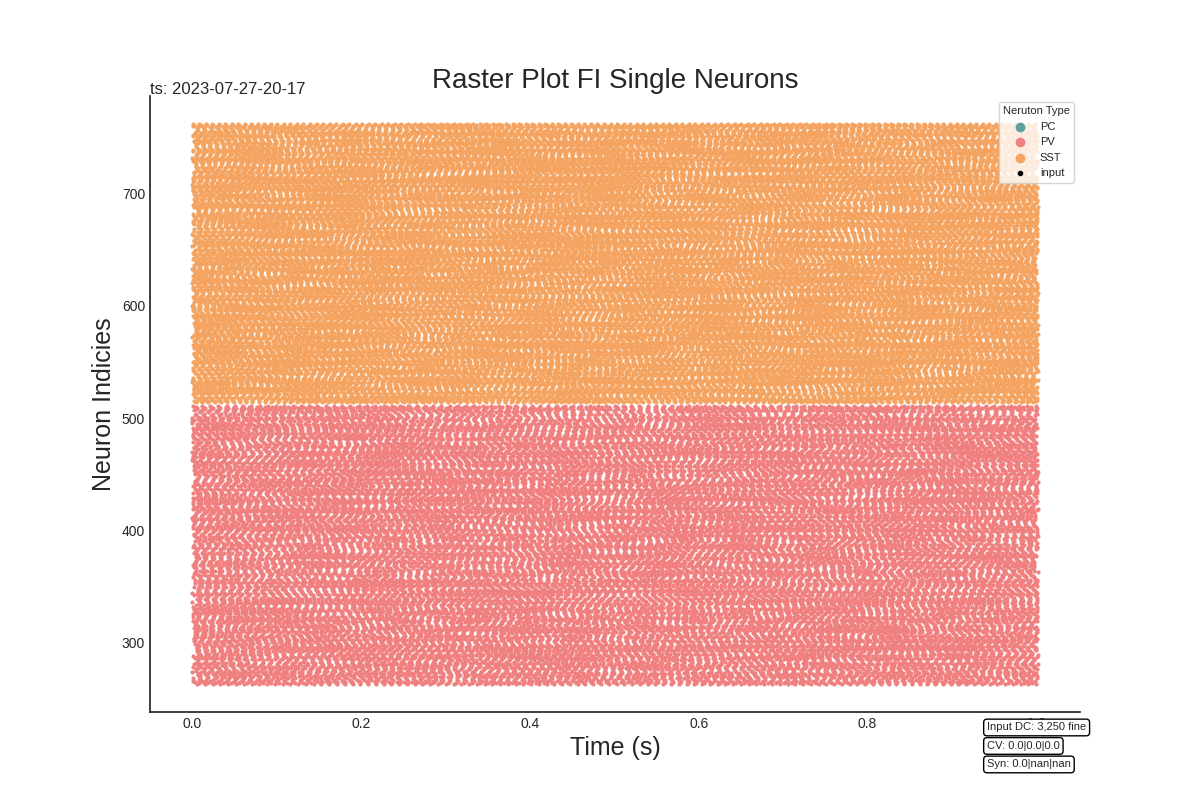 Raster Plot FI Single Neurons
ts: 2023-07-27-20-17
Neruton Type
PC
PV
SST
input
Neuron Indicies
700
600
500
400
300
0.0 0.2 0.4 0.6 0.8
Time (s)
Input DC: 3,250 fine
CV: 0.0|0.0|0.0
Syn: 0.0|nan|nan